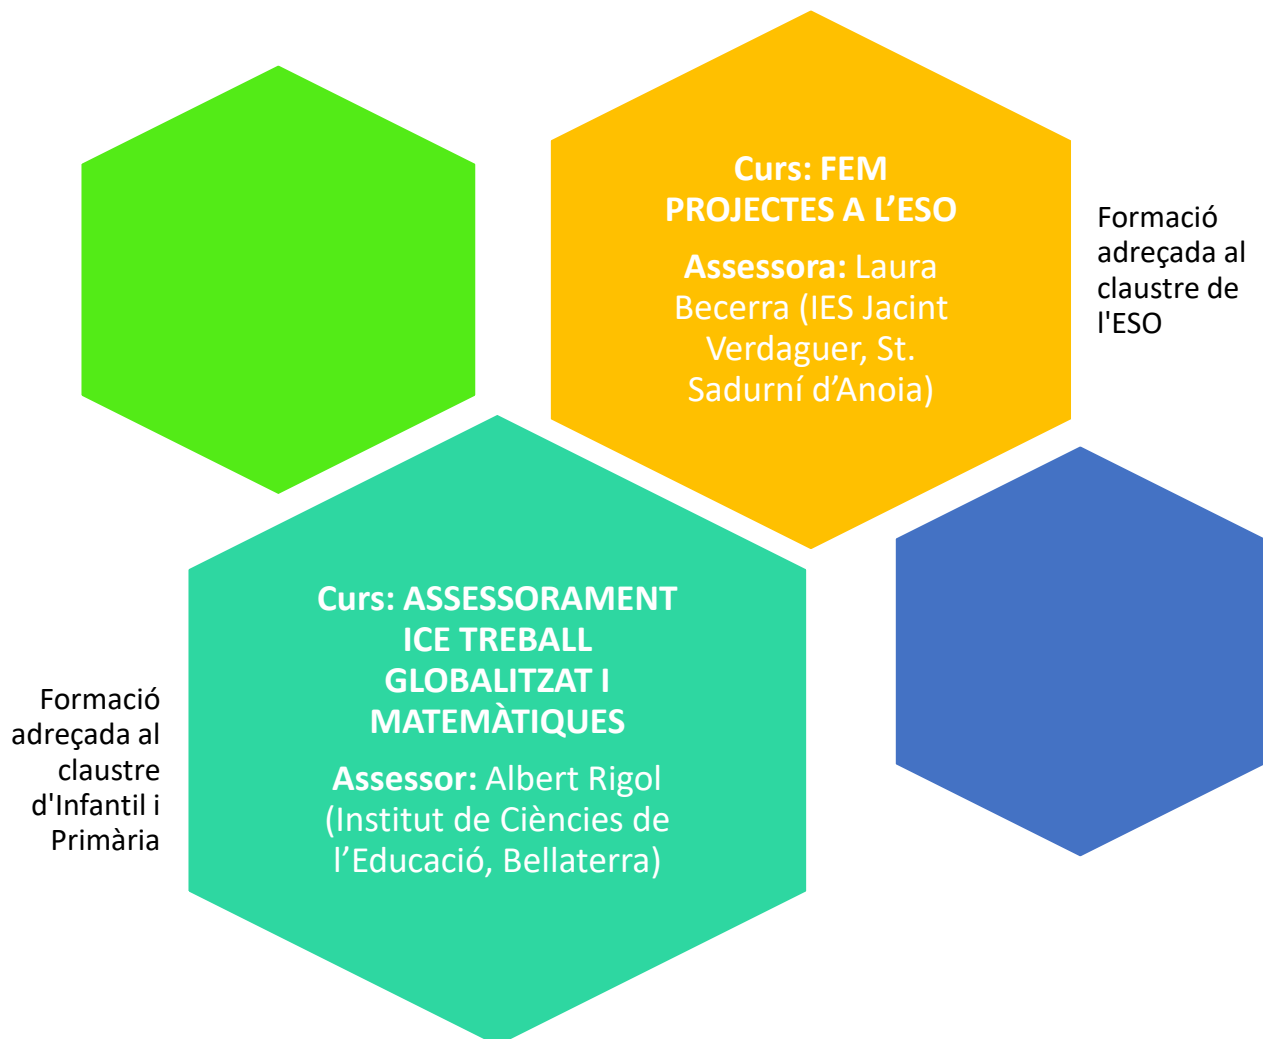 Curs: FEM
PROJECTES A L’ESO
Assessora: Laura
Becerra (IES Jacint
Verdaguer, St.
Sadurní d’Anoia)
Formació
adreçada al
claustre de
l'ESO
Curs: ASSESSORAMENT
ICE TREBALL
GLOBALITZAT I
MATEMÀTIQUES
Assessor: Albert Rigol
(Institut de Ciències de
l’Educació, Bellaterra)
Formació
adreçada al
claustre
d'Infantil i
Primària